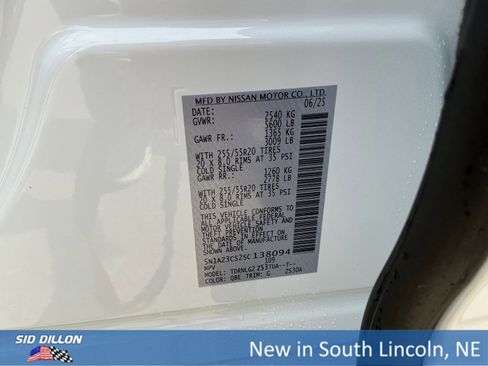 MFD BY NISSAN MOTOR CO., LTD.
DATE: 06/25
GVWR: 2540 KG
5600 LB
GAWR FR.: 1365 KG
3009 LB
WITH 255/55R20 TIRES
20 X 8.0 RIMS AT 35 PSI
COLD SINGLE
GAWR RR.: 1260 KG
2778 LB
WITH 255/55R20 TIRES
20 X 8.0 RIMS AT 35 PSI
COLD SINGLE
THIS VEHICLE CONFORMS
TO ALL APPLICABLE
FEDERAL MOTOR VEHICLE
SAFETY AND THEFT
PREVENTION STANDARDS
IN EFFECT ON
THE DATE OF MANUFACTURE
SHOWN ABOVE.
5N1A23CS2SC138094
MPV 109
MODEL: TDRNLG2
COLOR: QBE TRIM: G
SID DILLON
New in South Lincoln, NE